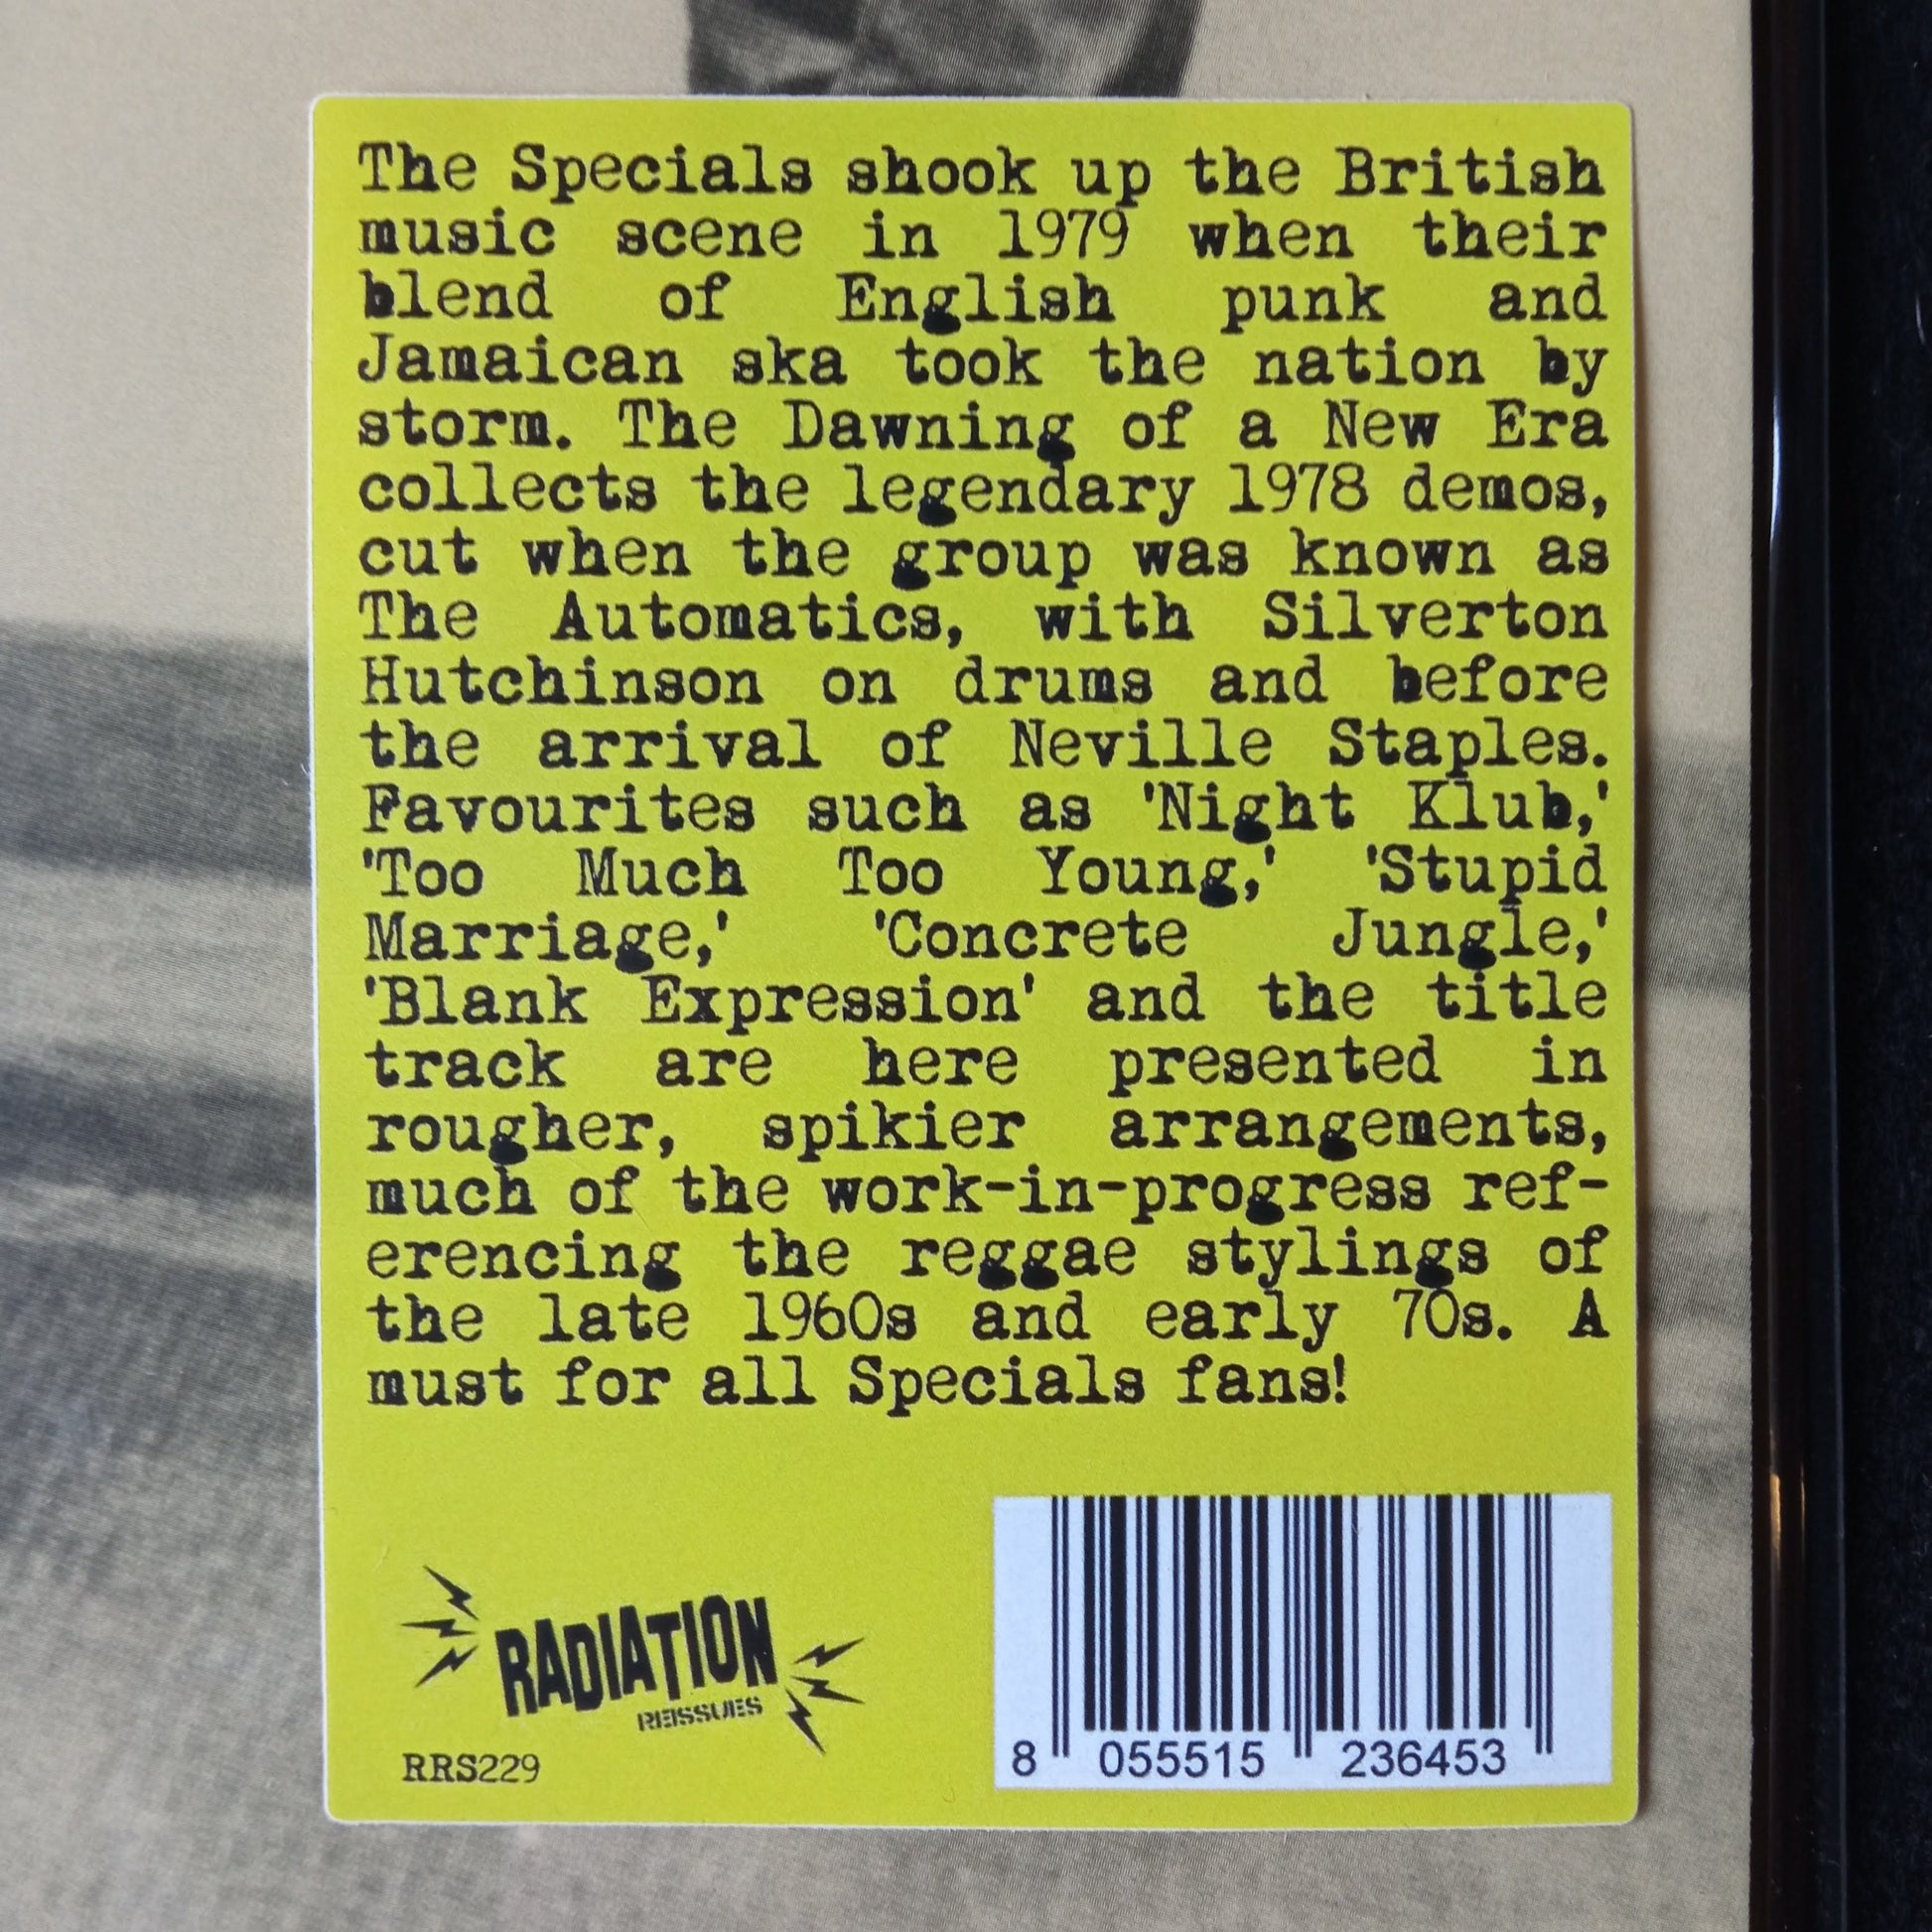 The Specials shook up the British
music scene in 1979 when their
blend of English punk and
Jamaican ska took the nation by
storm. The Dawning of a New Era
collects the legendary 1978 demos,
cut when the group was known as
The Automatics, with Silverton
Hutchinson on drums and before
the arrival of Neville Staples.
Favourites such as 'Night Klub,'
'Too Much Too Young,' 'Stupid
Marriage,' 'Concrete Jungle,'
'Blank Expression' and the title
track are here presented in
rougher, spikier arrangements,
much of the work-in-progress ref-
erencing the reggae stylings of
the late 1960s and early 70s. A
must for all Specials fans!
RADIATION
REISSUES
RRS229
8 055515 236453